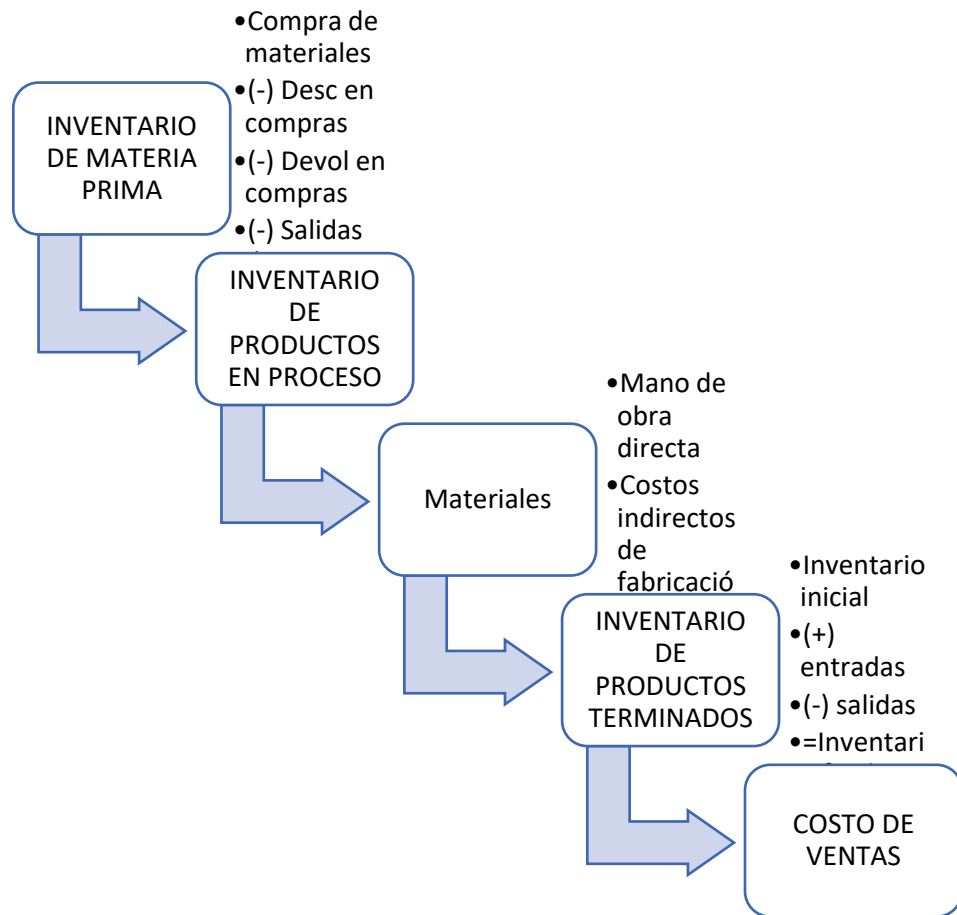 INVENTARIO
DE MATERIA
PRIMA
•Compra de
materiales
•(-) Desc en
compras
•(-) Devol en
compras
•(-) Salidas
INVENTARIO
DE
PRODUCTOS
EN PROCESO
Materiales
•Mano de
obra
directa
•Costos
indirectos
de
fabricació
INVENTARIO
DE
PRODUCTOS
TERMINADOS
•Inventario
inicial
•(+)
entradas
•(-) salidas
•=Inventari
COSTO DE
VENTAS